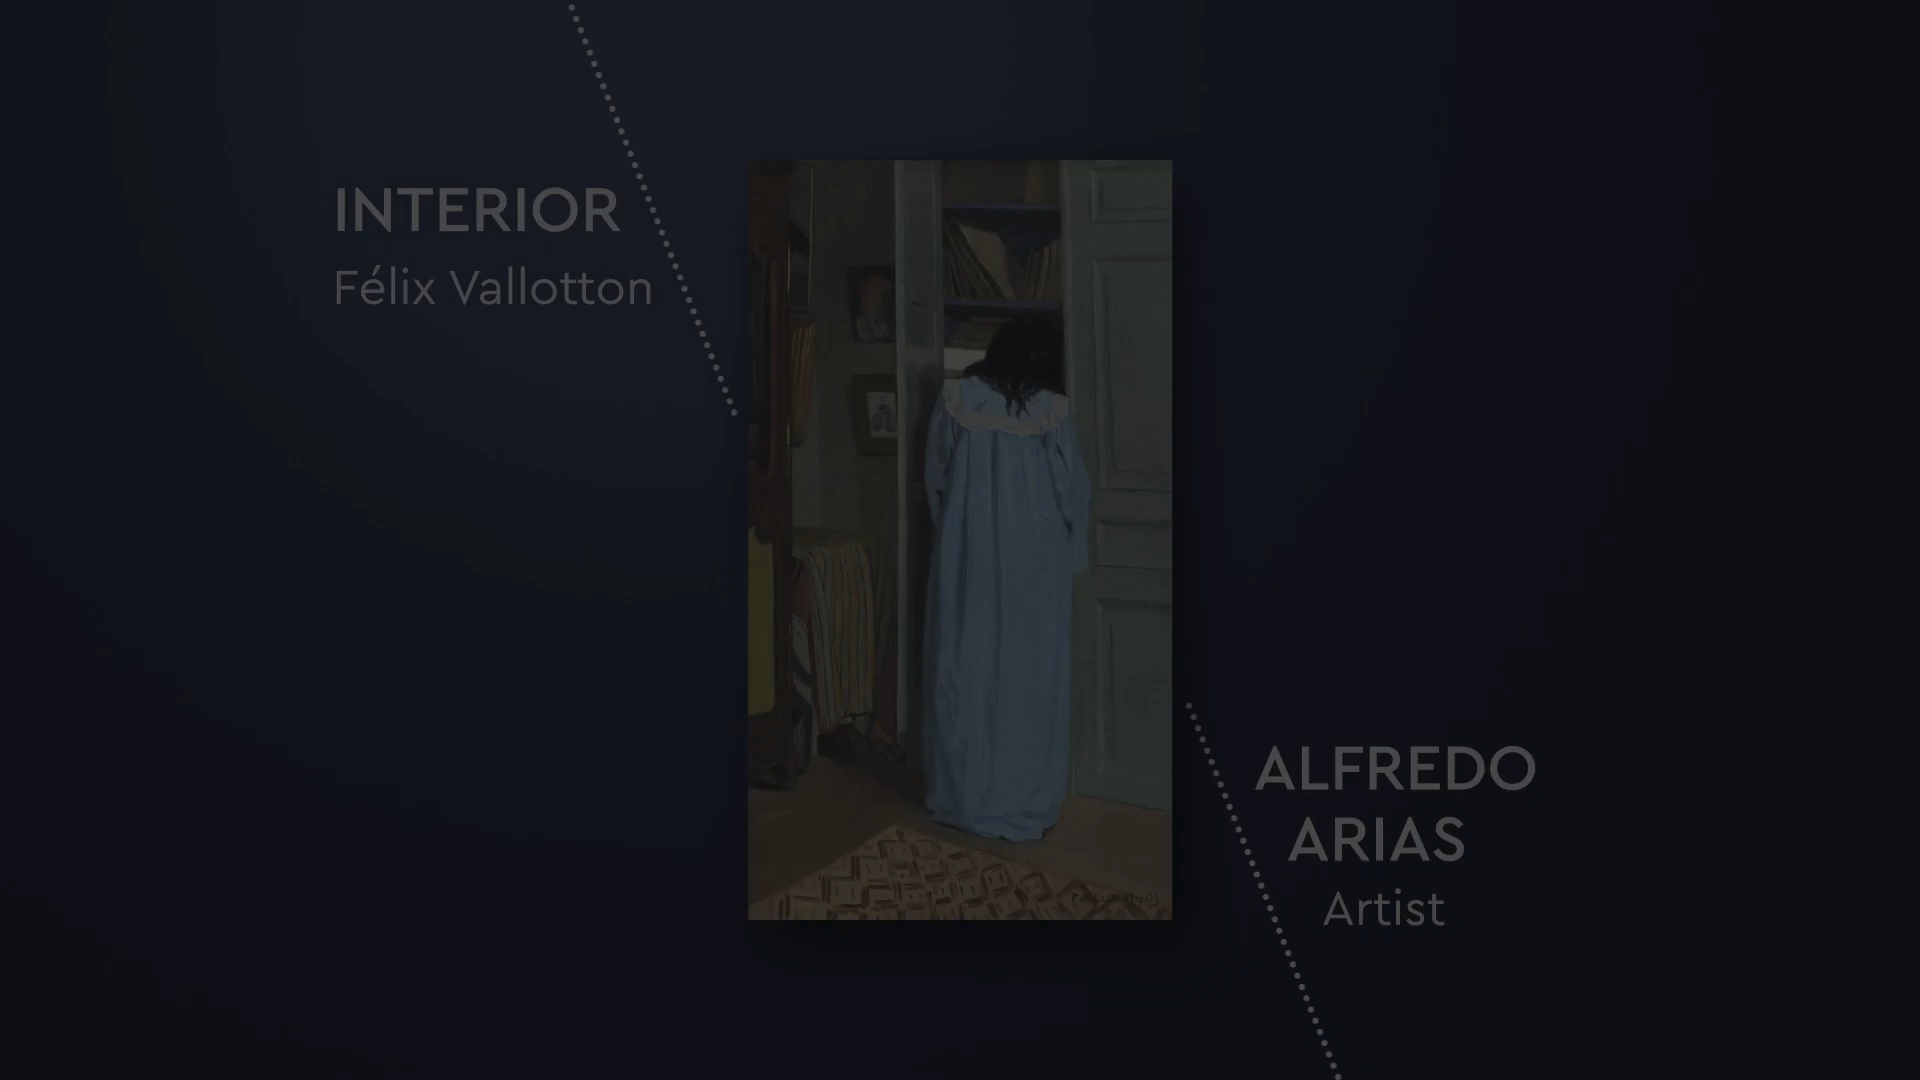 INTERIOR
Félix Vallotton
ALFREDO
ARIAS
Artist